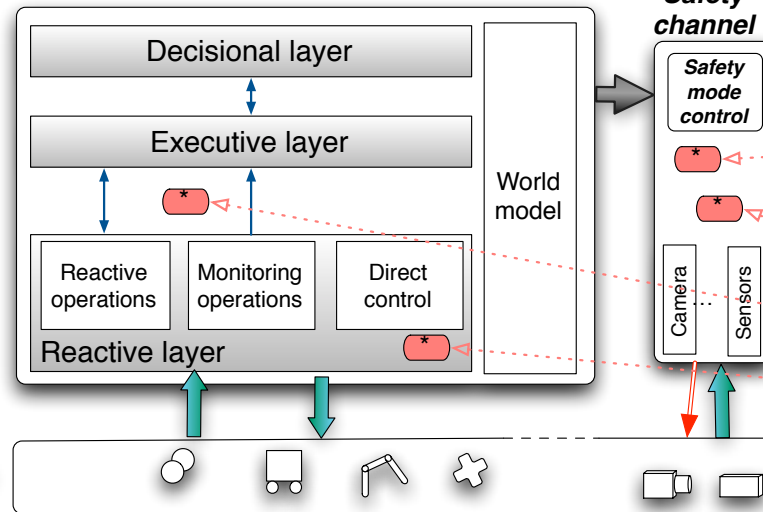 Safety
channel
Decisional layer
Safety
mode
control
Executive layer
*
*
World
model
*
Reactive
operations
Monitoring
operations
Direct
control
Camera
...
Sensors
*
Reactive layer